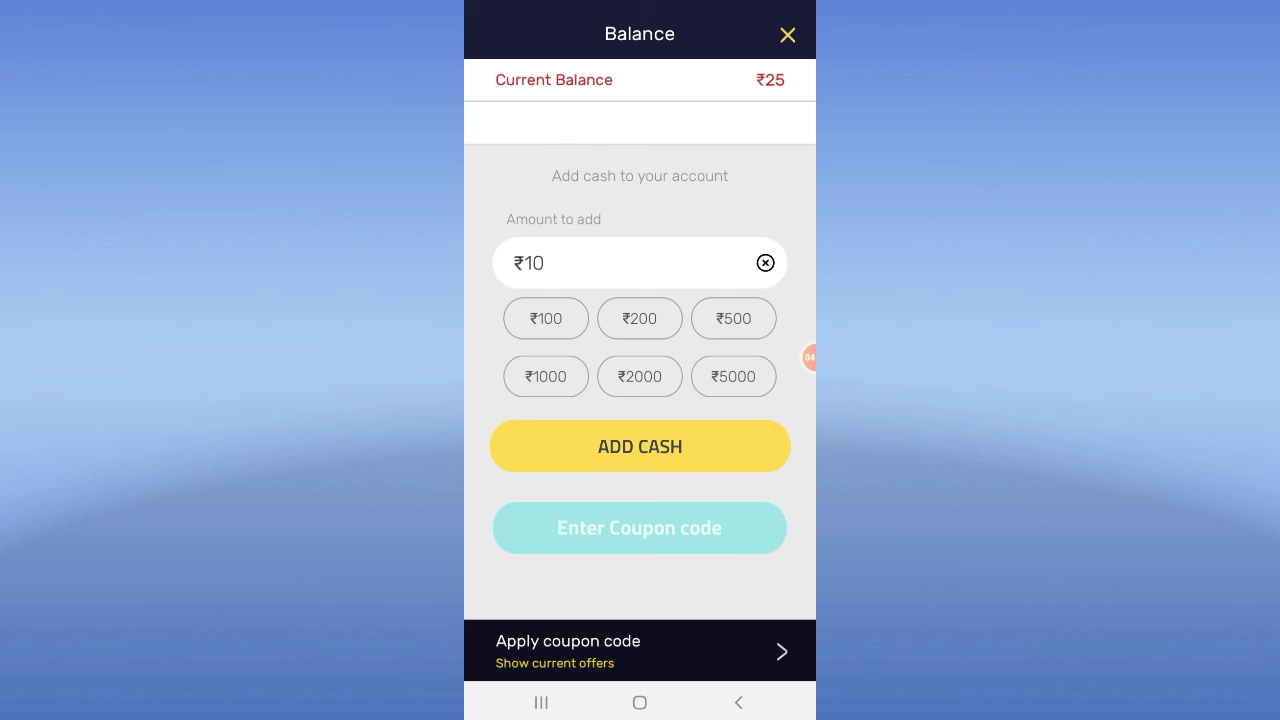 Balance
Current Balance ₹25
Add cash to your account
Amount to add
₹10
₹100 ₹200 ₹500
₹1000 ₹2000 ₹5000
04
ADD CASH
Enter Coupon code
Apply coupon code
Show current offers